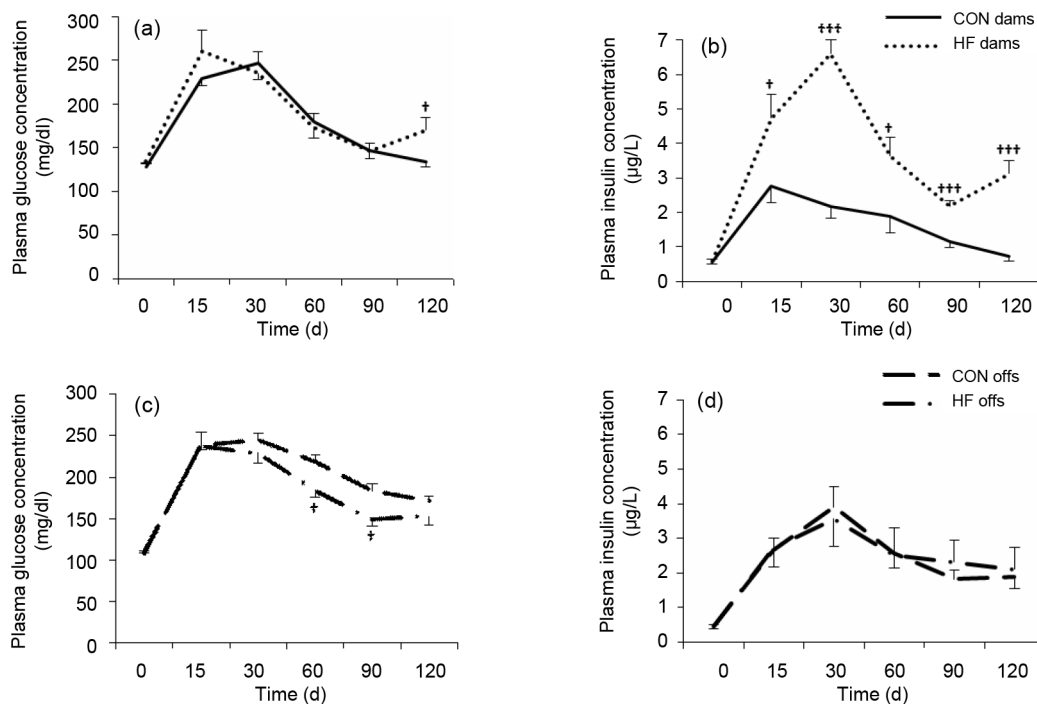 (a)
Plasma glucose concentration
(mg/dl)
300
250
200
150
100
50
0
†
0 15 30 60 90 120
Time (d)
(b)
CON dams
HF dams
Plasma insulin concentration
(µg/L)
7
6
5
4
3
2
1
0
†
†††
†
†††
†††
0 15 30 60 90 120
Time (d)
(c)
Plasma glucose concentration
(mg/dl)
300
250
200
150
100
50
0
†
†
0 15 30 60 90 120
Time (d)
(d)
CON offs
HF offs
Plasma insulin concentration
(µg/L)
7
6
5
4
3
2
1
0
0 15 30 60 90 120
Time (d)